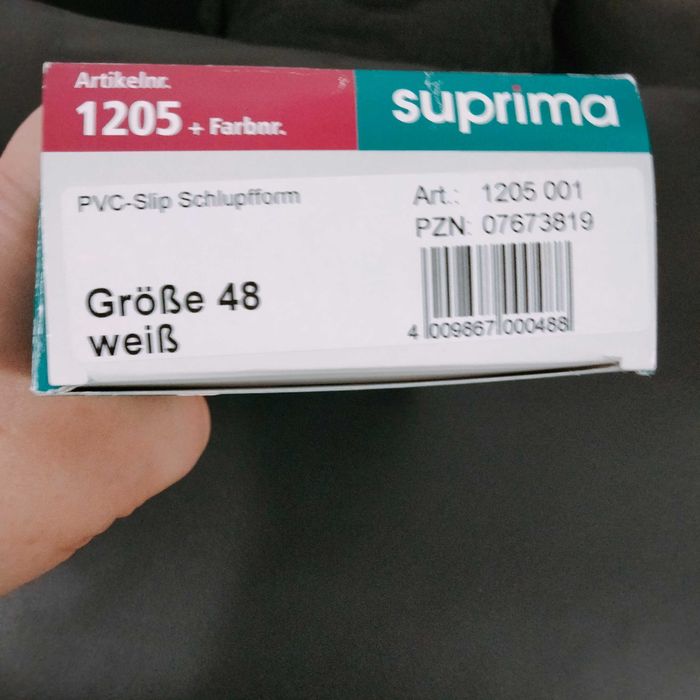 Artikelnr.
1205 + Farbnr.
suprima
PVC-Slip Schlupfform
Art.: 1205 001
PZN: 07673819
Größe 48
weiß
4 009867 000488